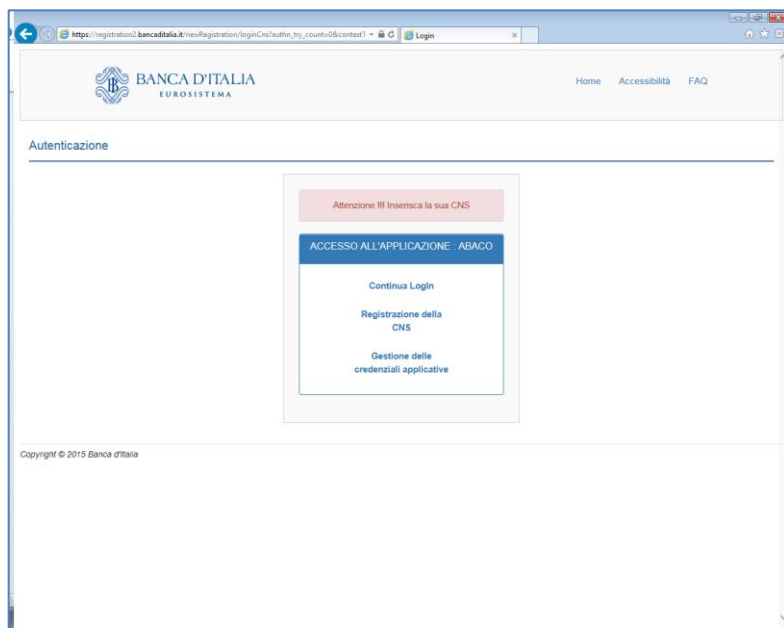 https://registration2.bancaditalia.it/newRegistration/loginCns?authn_try_count=0&context
Login
BANCA D'ITALIA
EUROSISTEMA
Home Accessibilità FAQ
Autenticazione
Attenzione !!! Inserisca la sua CNS
ACCESSO ALL'APPLICAZIONE : ABACO
Continua LogIn
Registrazione della
CNS
Gestione delle
credenziali applicative
Copyright © 2015 Banca d'Italia